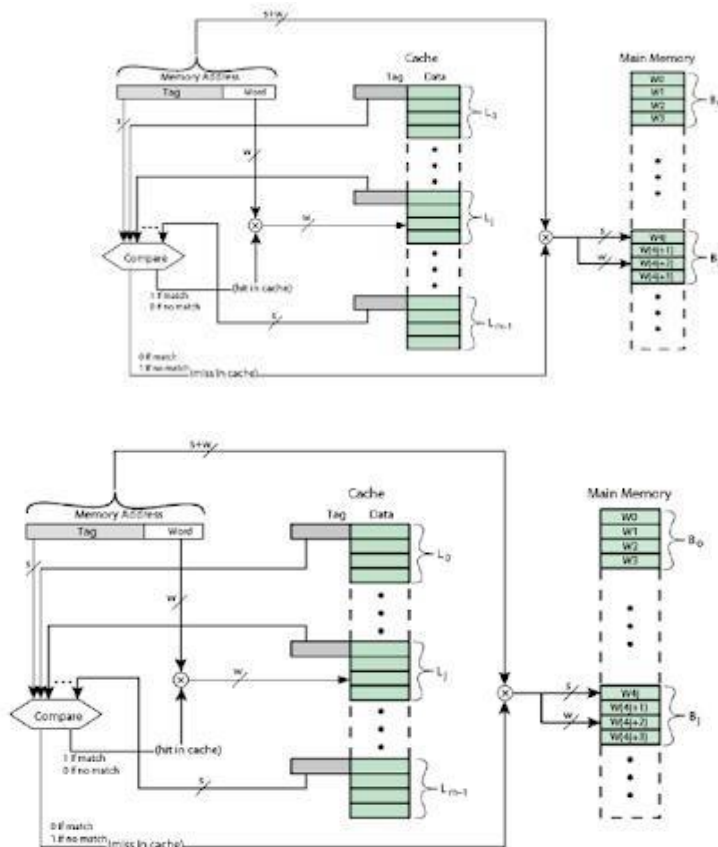 s+w
Cache
Main Memory
Memory Address
Tag Data
Tag Word
W0
W1
W2
W3
L0
s
w
w
Lj
s
w
W4j
W(4j+1)
W(4j+2)
W(4j+3)
Compare
(hit in cache)
1 if match
0 if no match
s
Lm-1
0 if match
1 if no match
(miss in cache)
s+w
Cache
Main Memory
Memory Address
Tag Data
Tag Word
W0
W1
W2
W3
L0
B0
s
w
w
Lj
s
w
W4j
W(4j+1)
W(4j+2)
W(4j+3)
Bj
Compare
(hit in cache)
1 if match
0 if no match
s
Lm-1
0 if match
1 if no match
(miss in cache)